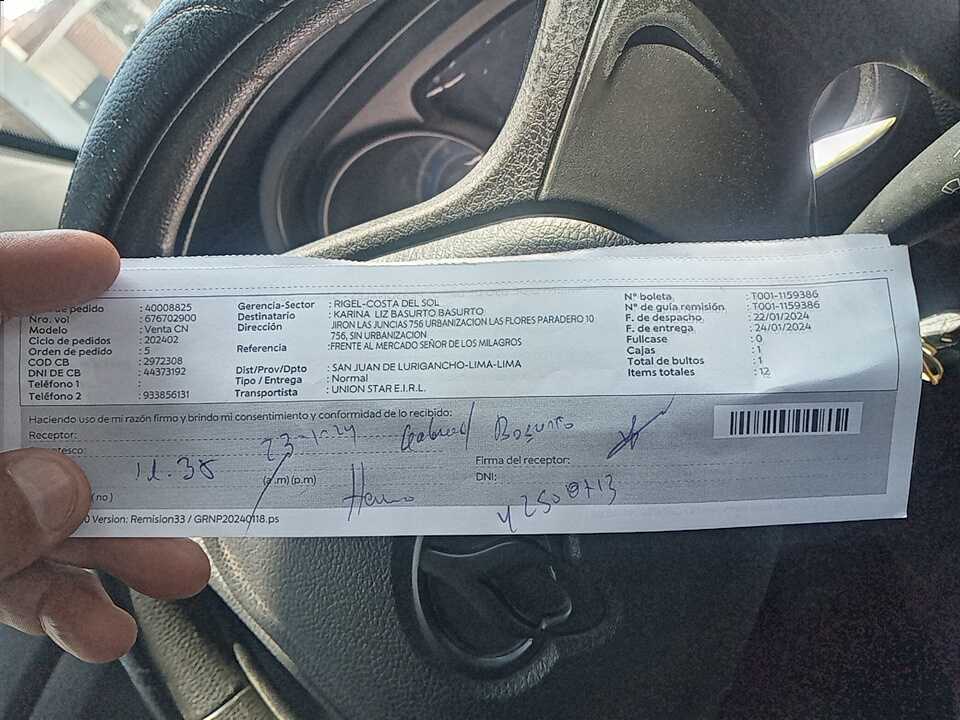 de pedido : 40008825
Nro. vol : 676702900
Modelo : Venta CN
Ciclo de pedidos : 202402
Orden de pedido : 5
COD CB : 2972308
DNI DE CB : 44373192
Teléfono 1 :
Teléfono 2 : 933856131
Gerencia-Sector : RIGEL-COSTA DEL SOL
Destinatario : KARINA LIZ BASURTO BASURTO
Dirección JIRON LAS JUNCIAS 756 URBANIZACION LAS FLORES PARADERO 10
756, SIN URBANIZACION
Referencia :FRENTE AL MERCADO SEÑOR DE LOS MILAGROS
Dist/Prov/Dpto : SAN JUAN DE LURIGANCHO-LIMA-LIMA
Tipo / Entrega : Normal
Transportista : UNION STAR E.I.R.L.
N° boleta : T001-1159386
N° de guía remisión : T001-1159386
F. de despacho : 22/01/2024
F. de entrega : 24/01/2024
Fullcase : 0
Cajas : 1
Total de bultos : 1
Items totales : 12
Haciendo uso de mi razón firmo y brindo mi consentimiento y conformidad de lo recibido:
Receptor: 23-1-24 Gabriel Basurto
tesco:
11.38 (a.m)(p.m)
Firma del receptor:
DNI:
(no)
Version: Remision33 / GRNP20240118.ps